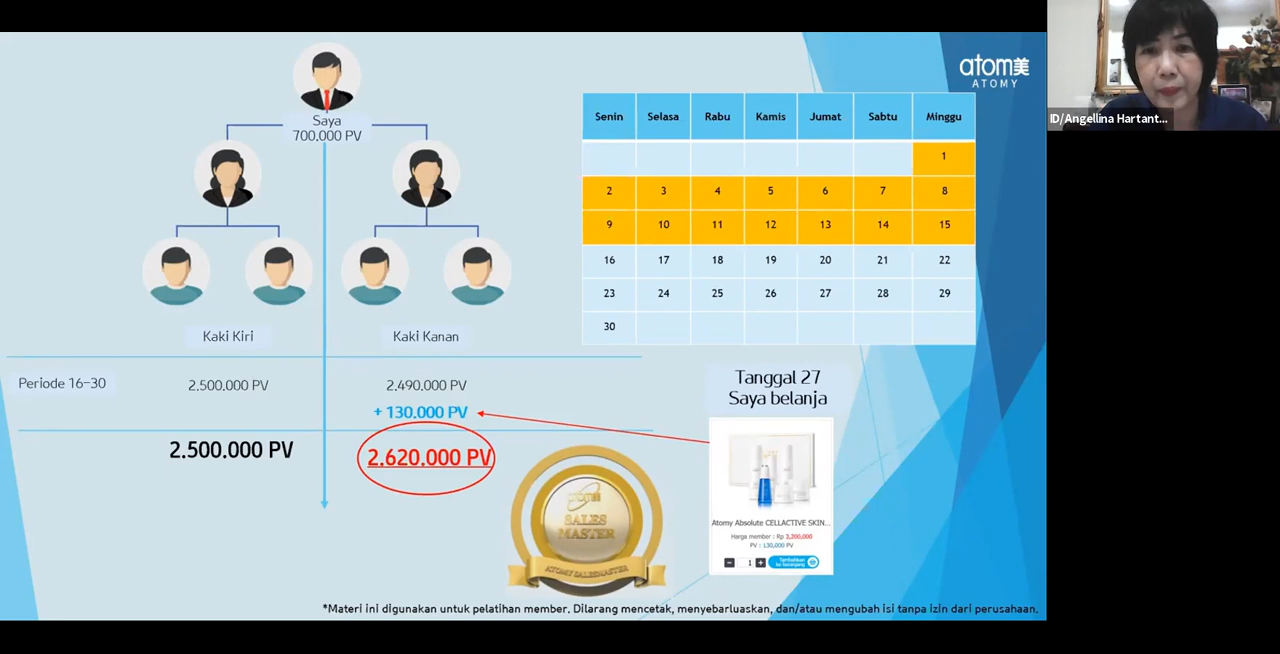 atom美
ATOMY
ID/Angellina Hartant...
Saya
700.000 PV
Senin Selasa Rabu Kamis Jumat Sabtu Minggu
1
2 3 4 5 6 7 8
9 10 11 12 13 14 15
16 17 18 19 20 21 22
23 24 25 26 27 28 29
30
Kaki Kiri Kaki Kanan
Periode 16-30 2.500.000 PV 2.490.000 PV
+ 130.000 PV
2.500.000 PV 2.620.000 PV
Tanggal 27
Saya belanja
Atomy Absolute CELLACTIVE SKIN...
Harga member : Rp 3,200,000
PV : 130,000 PV
1
Tambahkan
ke keranjang
SALES
MASTER
ATOMY SALESMASTER
*Materi ini digunakan untuk pelatihan member. Dilarang mencetak, menyebarluaskan, dan/atau mengubah isi tanpa izin dari perusahaan.